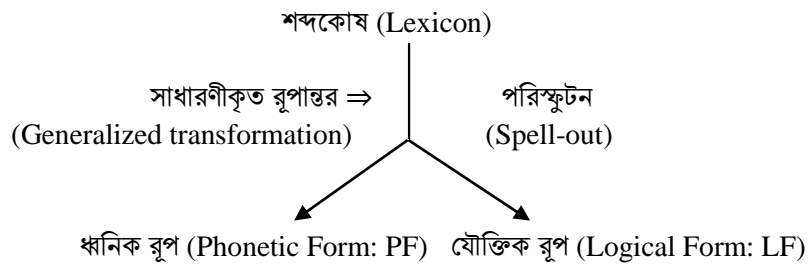 শব্দকোষ (Lexicon)
সাধারণীকৃত রূপান্তর ⇒ পরিস্ফুটন
(Generalized transformation) (Spell-out)
ধ্বনিক রূপ (Phonetic Form: PF) যৌক্তিক রূপ (Logical Form: LF)